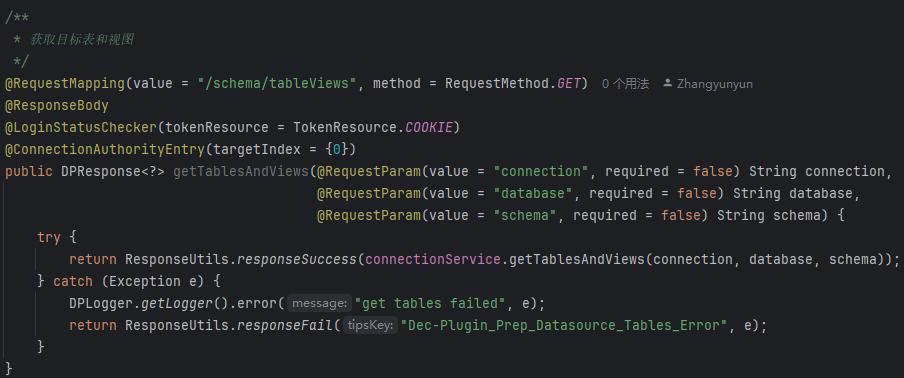 /**
 * 获取目标表和视图
 */
@RequestMapping(value = "/schema/tableViews", method = RequestMethod.GET) 0 个用法 Zhangyunyun
@ResponseBody
@LoginStatusChecker(tokenResource = TokenResource.COOKIE)
@ConnectionAuthorityEntry(targetIndex = {0})
public DPResponse<?> getTablesAndViews(@RequestParam(value = "connection", required = false) String connection,
                                       @RequestParam(value = "database", required = false) String database,
                                       @RequestParam(value = "schema", required = false) String schema) {
    try {
        return ResponseUtils.responseSuccess(connectionService.getTablesAndViews(connection, database, schema));
    } catch (Exception e) {
        DPLogger.getLogger().error( message: "get tables failed", e);
        return ResponseUtils.responseFail( tipsKey: "Dec-Plugin_Prep_Datasource_Tables_Error", e);
    }
}